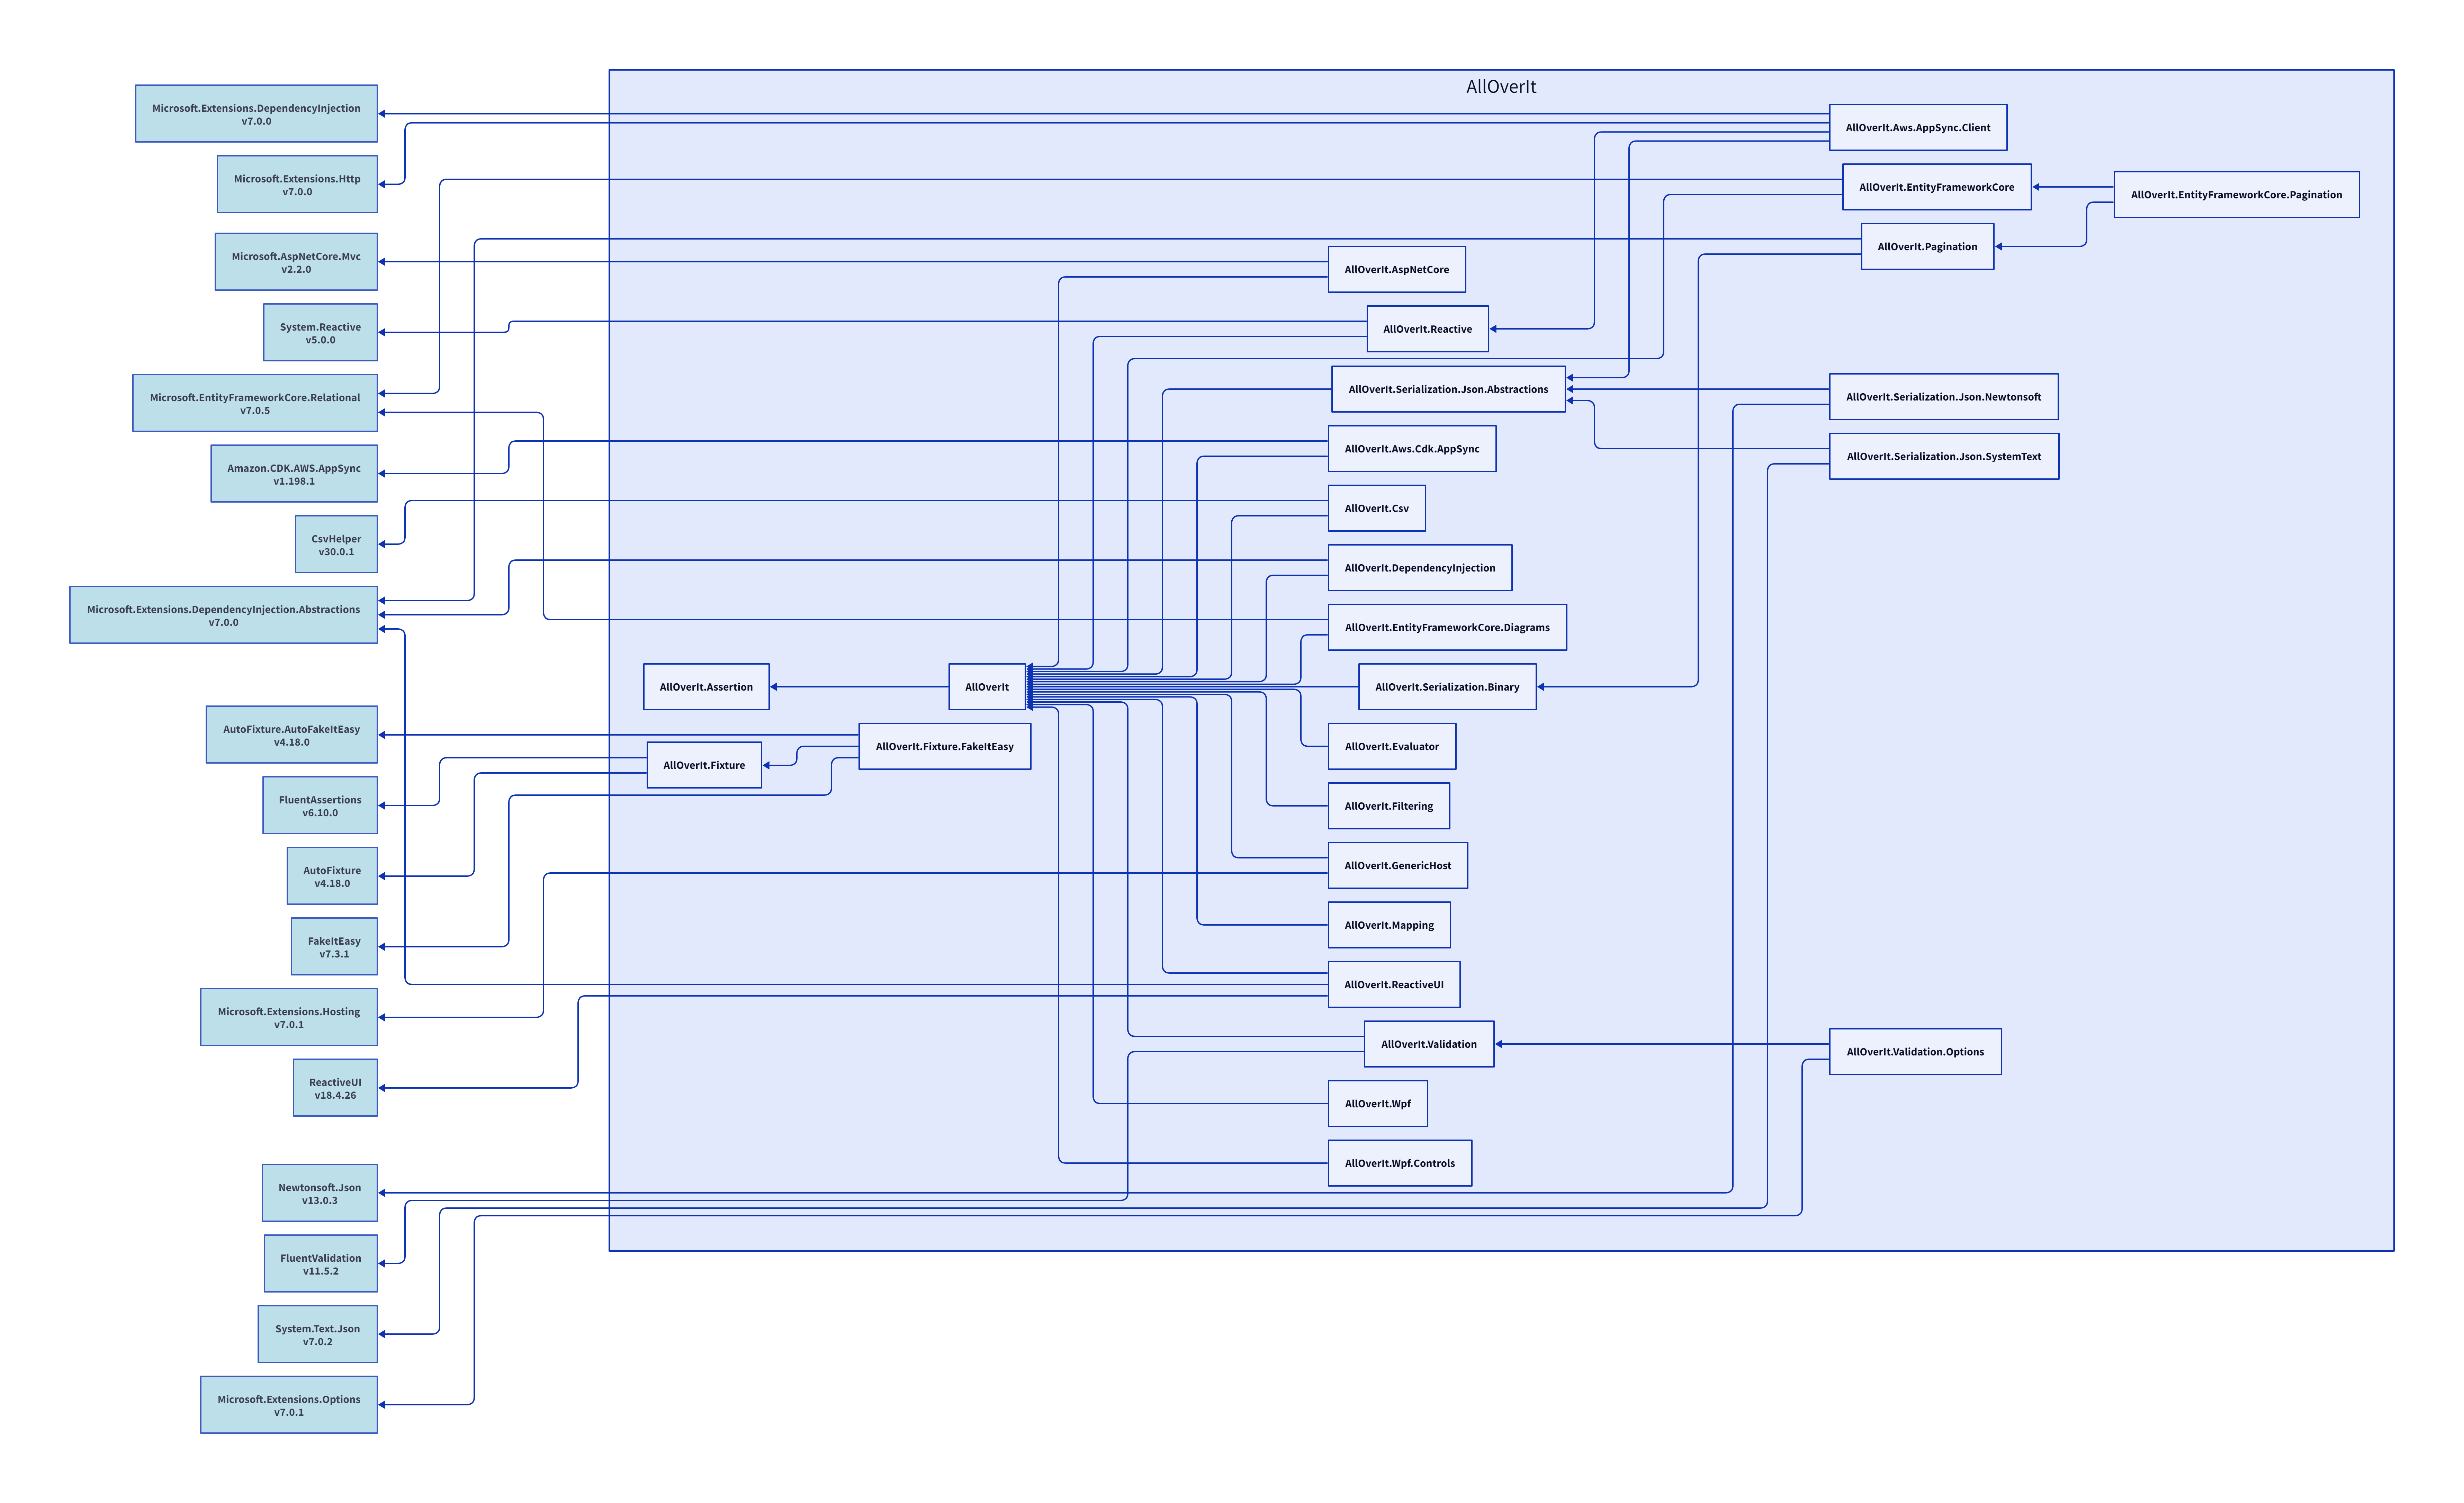 AllOverIt
Microsoft.Extensions.DependencyInjection
v7.0.0
Microsoft.Extensions.Http
v7.0.0
Microsoft.AspNetCore.Mvc
v2.2.0
System.Reactive
v5.0.0
Microsoft.EntityFrameworkCore.Relational
v7.0.5
Amazon.CDK.AWS.AppSync
v1.198.1
CsvHelper
v30.0.1
Microsoft.Extensions.DependencyInjection.Abstractions
v7.0.0
AutoFixture.AutoFakeItEasy
v4.18.0
FluentAssertions
v6.10.0
AutoFixture
v4.18.0
FakeItEasy
v7.3.1
Microsoft.Extensions.Hosting
v7.0.1
ReactiveUI
v18.4.26
Newtonsoft.Json
v13.0.3
FluentValidation
v11.5.2
System.Text.Json
v7.0.2
Microsoft.Extensions.Options
v7.0.1
AllOverIt.Assertion
AllOverIt.Fixture
AllOverIt
AllOverIt.Fixture.FakeItEasy
AllOverIt.AspNetCore
AllOverIt.Reactive
AllOverIt.Serialization.Json.Abstractions
AllOverIt.Aws.Cdk.AppSync
AllOverIt.Csv
AllOverIt.DependencyInjection
AllOverIt.EntityFrameworkCore.Diagrams
AllOverIt.Serialization.Binary
AllOverIt.Evaluator
AllOverIt.Filtering
AllOverIt.GenericHost
AllOverIt.Mapping
AllOverIt.ReactiveUI
AllOverIt.Validation
AllOverIt.Wpf
AllOverIt.Wpf.Controls
AllOverIt.Aws.AppSync.Client
AllOverIt.EntityFrameworkCore
AllOverIt.Pagination
AllOverIt.Serialization.Json.Newtonsoft
AllOverIt.Serialization.Json.SystemText
AllOverIt.Validation.Options
AllOverIt.EntityFrameworkCore.Pagination